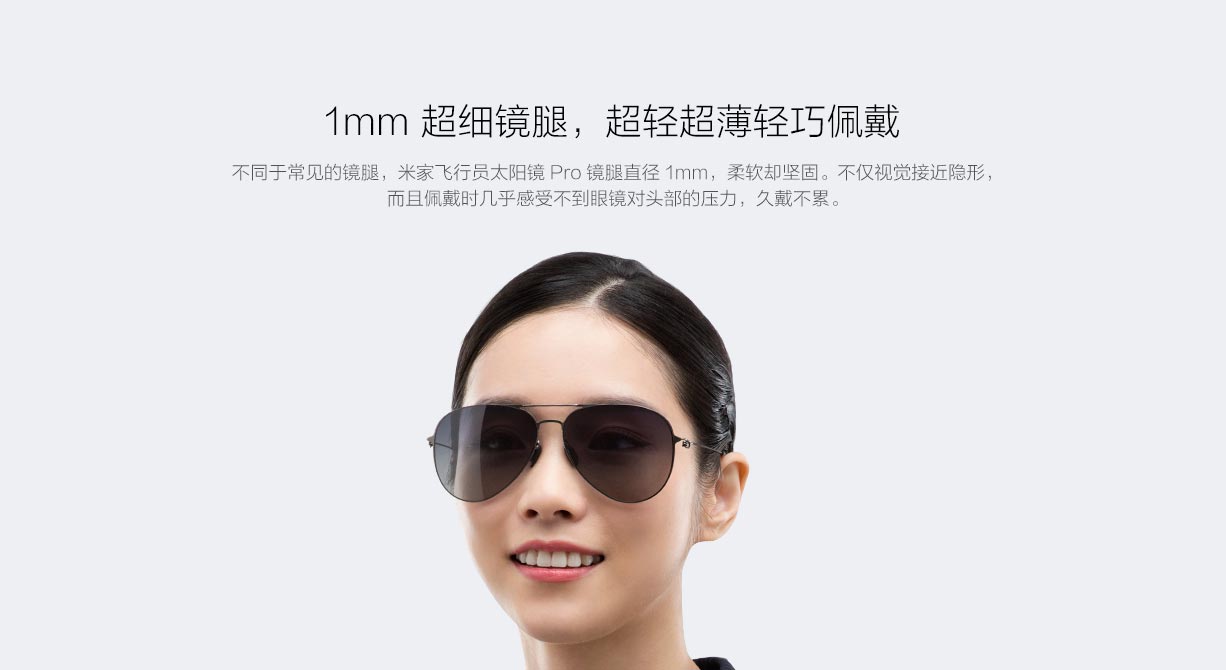 1mm 超细镜腿，超轻超薄轻巧佩戴
不同于常见的镜腿，米家飞行员太阳镜 Pro 镜腿直径 1mm，柔软却坚固。不仅视觉接近隐形，
而且佩戴时几乎感受不到眼镜对头部的压力，久戴不累。